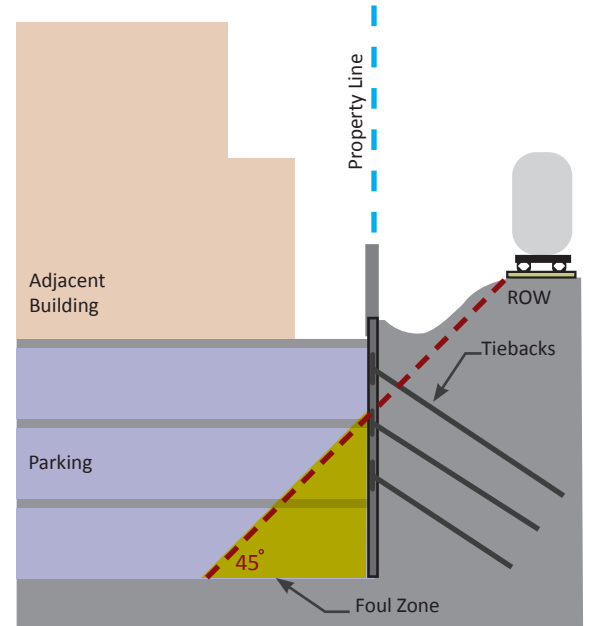 Property Line
Adjacent
Building
ROW
Tiebacks
Parking
45°
Foul Zone